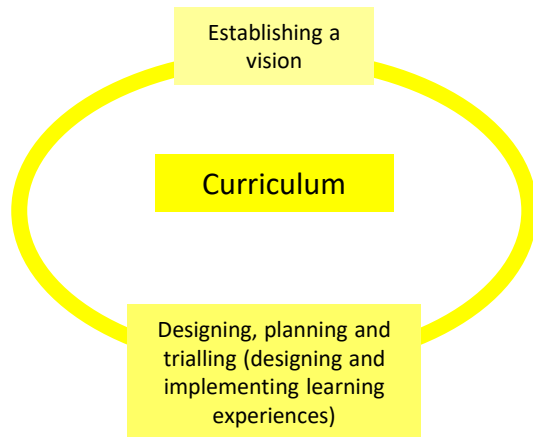 Establishing a
vision
Curriculum
Designing, planning and
trialling (designing and
implementing learning
experiences)